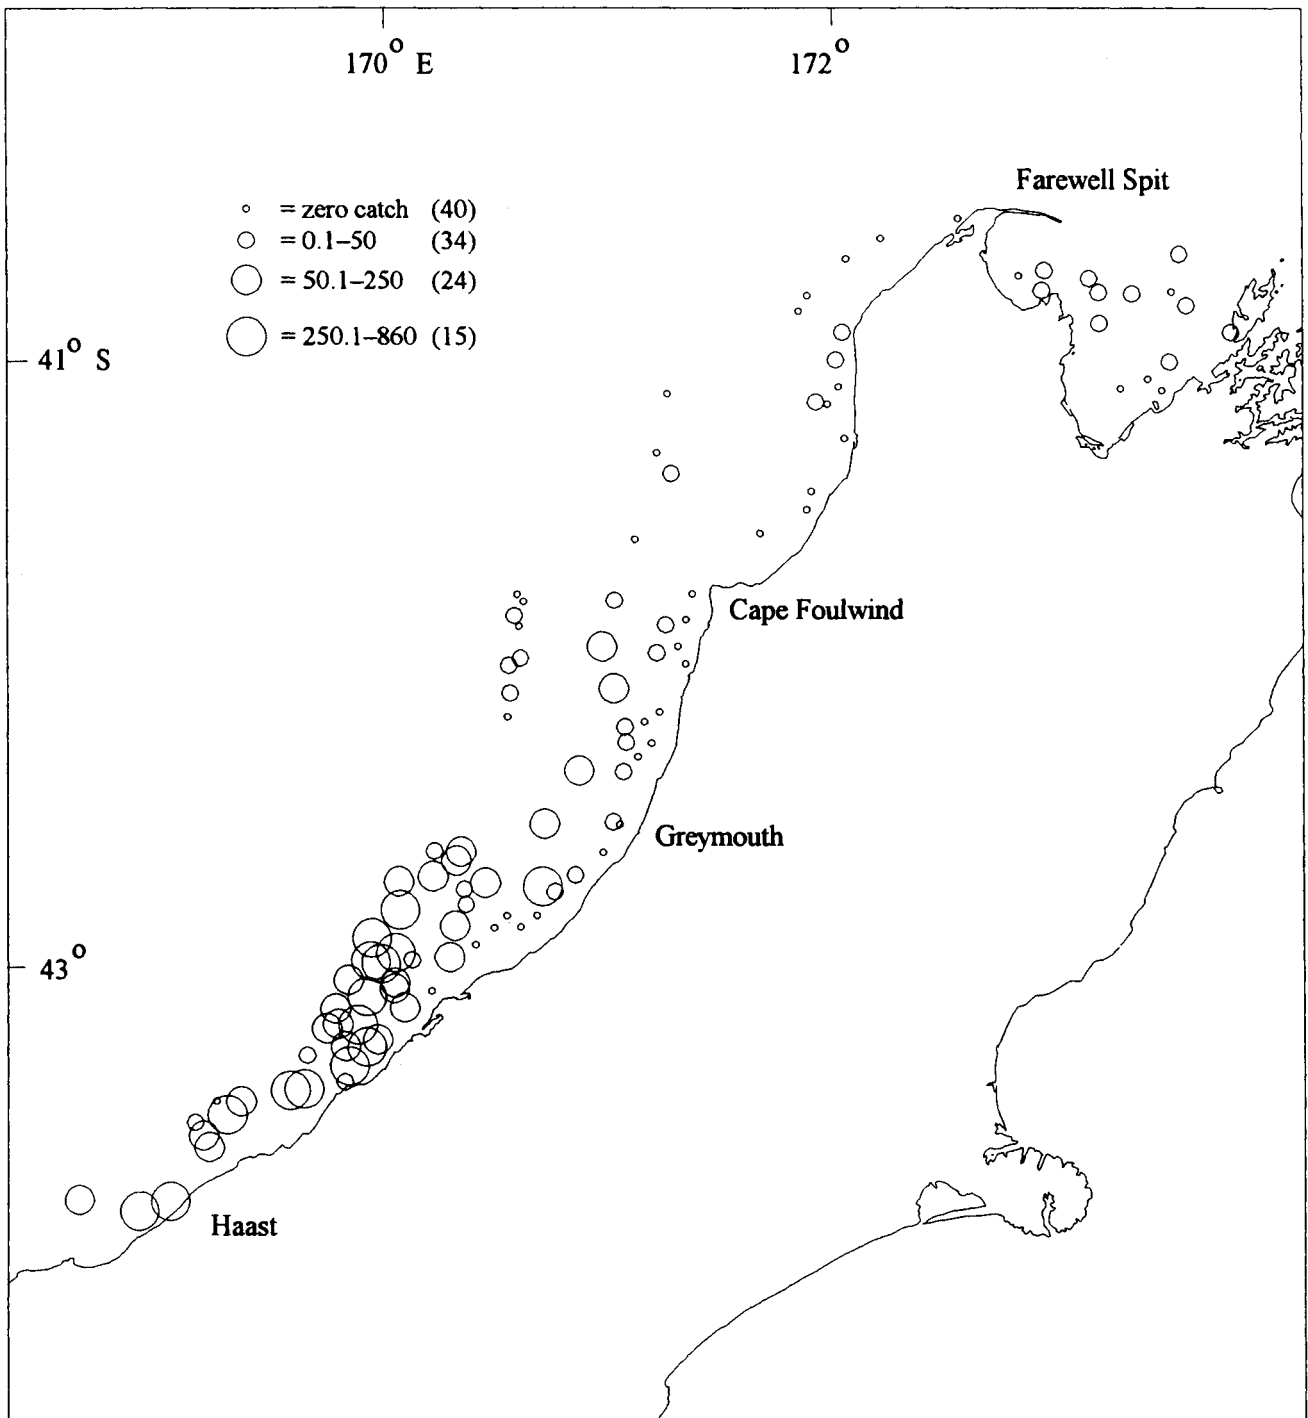 170° E
172°
Farewell Spit
= zero catch (40)
= 0.1–50 (34)
= 50.1–250 (24)
= 250.1–860 (15)
41° S
Cape Foulwind
Greymouth
43°
Haast